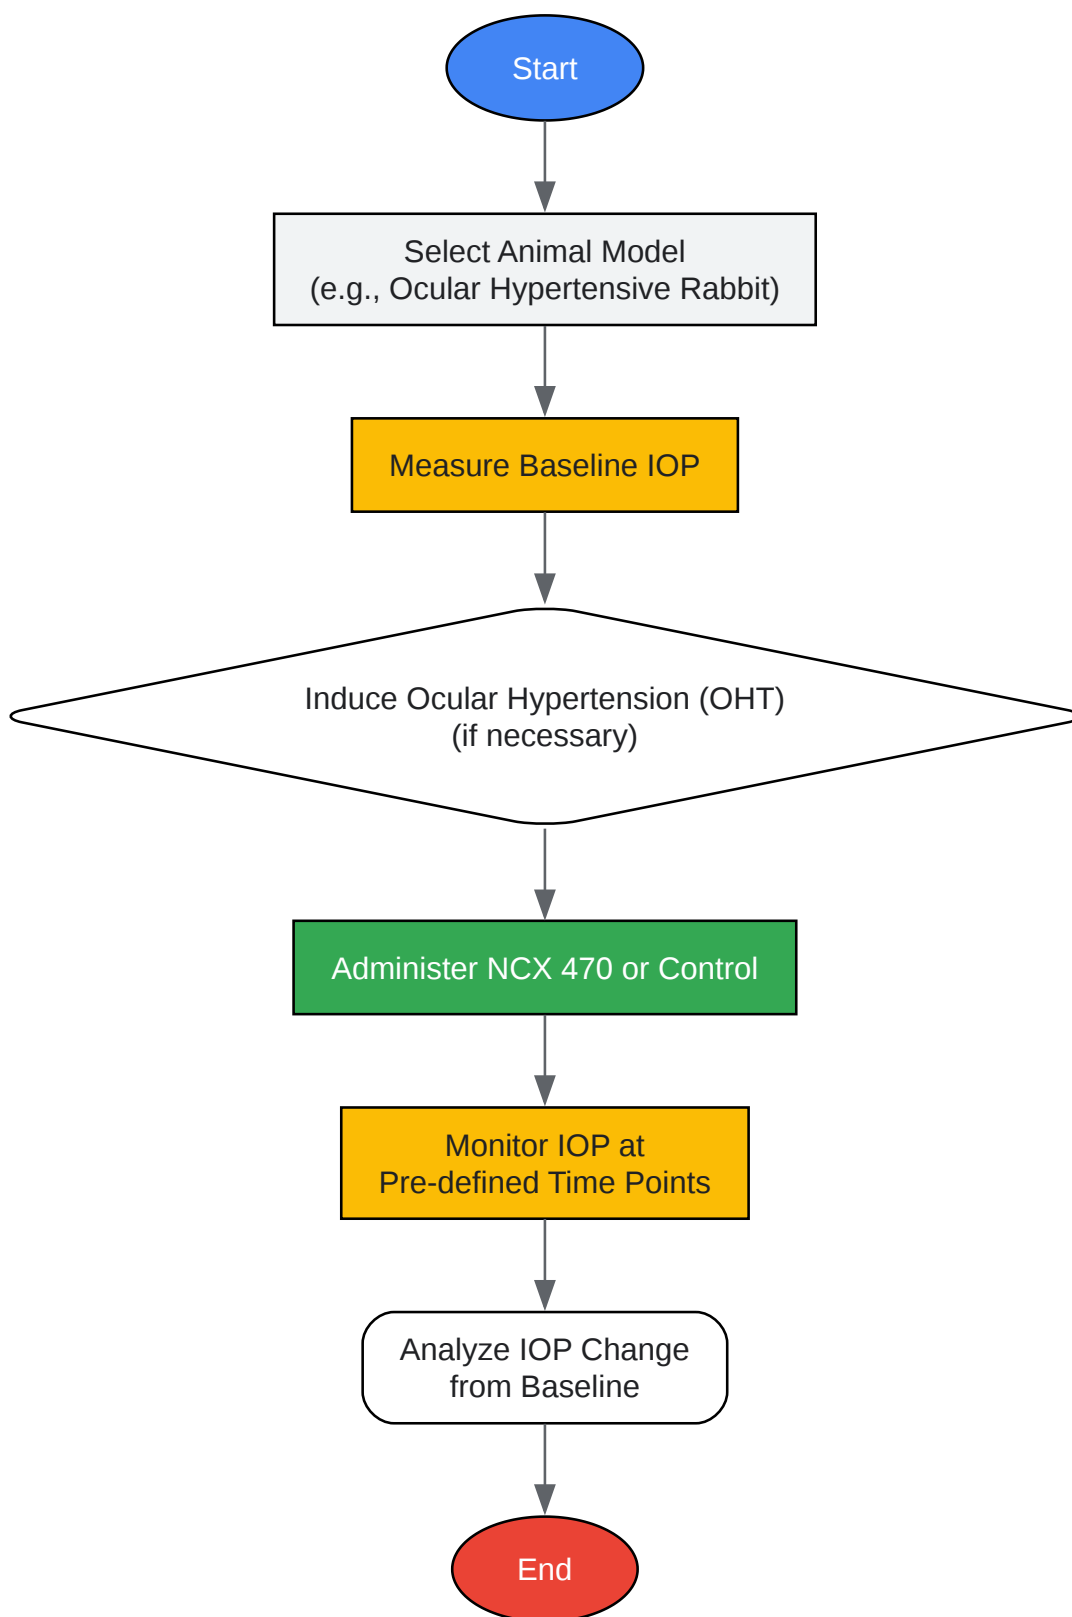 Start
Select Animal Model
(e.g., Ocular Hypertensive Rabbit)
Measure Baseline IOP
Induce Ocular Hypertension (OHT)
(if necessary)
Administer NCX 470 or Control
Monitor IOP at
Pre-defined Time Points
Analyze IOP Change
from Baseline
End